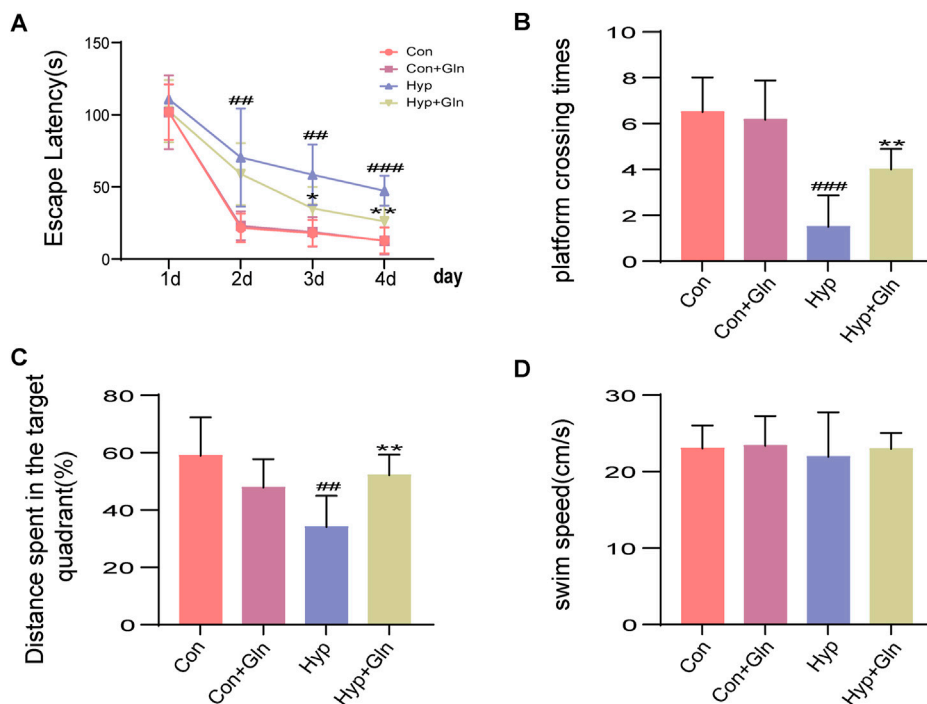 A
Escape Latency(s)
150
100
50
0
1d 2d 3d 4d day
Con
Con+Gln
Hyp
Hyp+Gln
##
##
###
*
**
B
platform crossing times
10
8
6
4
2
0
###
**
Con
Con+Gln
Hyp
Hyp+Gln
C
Distance spent in the target
quadrant(%)
80
60
40
20
0
##
**
Con
Con+Gln
Hyp
Hyp+Gln
D
swim speed(cm/s)
30
20
10
0
Con
Con+Gln
Hyp
Hyp+Gln